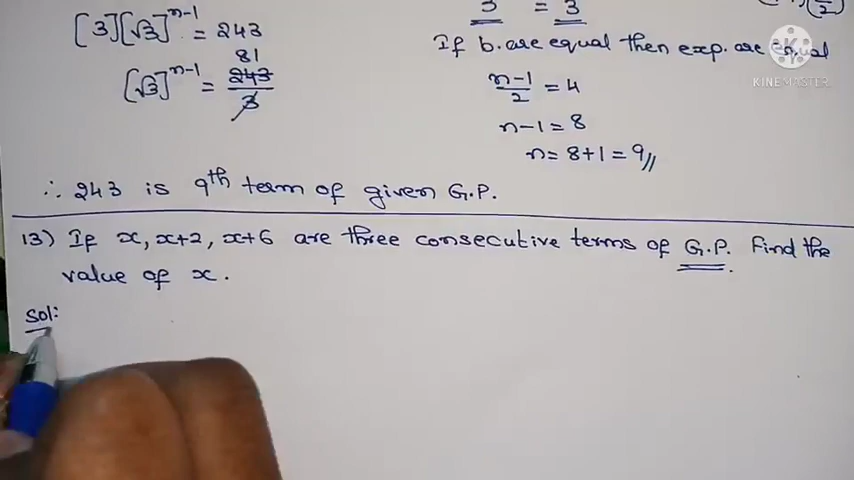 [3][√3]^n-1 = 243
81
[√3]^n-1 = 243/3
3 = 3
If b. are equal then exp. are equal
n-1/2 = 4
n-1 = 8
n = 8+1 = 9//
∴ 243 is 9th term of given G.P.
13) If x, x+2, x+6 are three consecutive terms of G.P. Find the
value of x.
Sol:
KINEMASTER